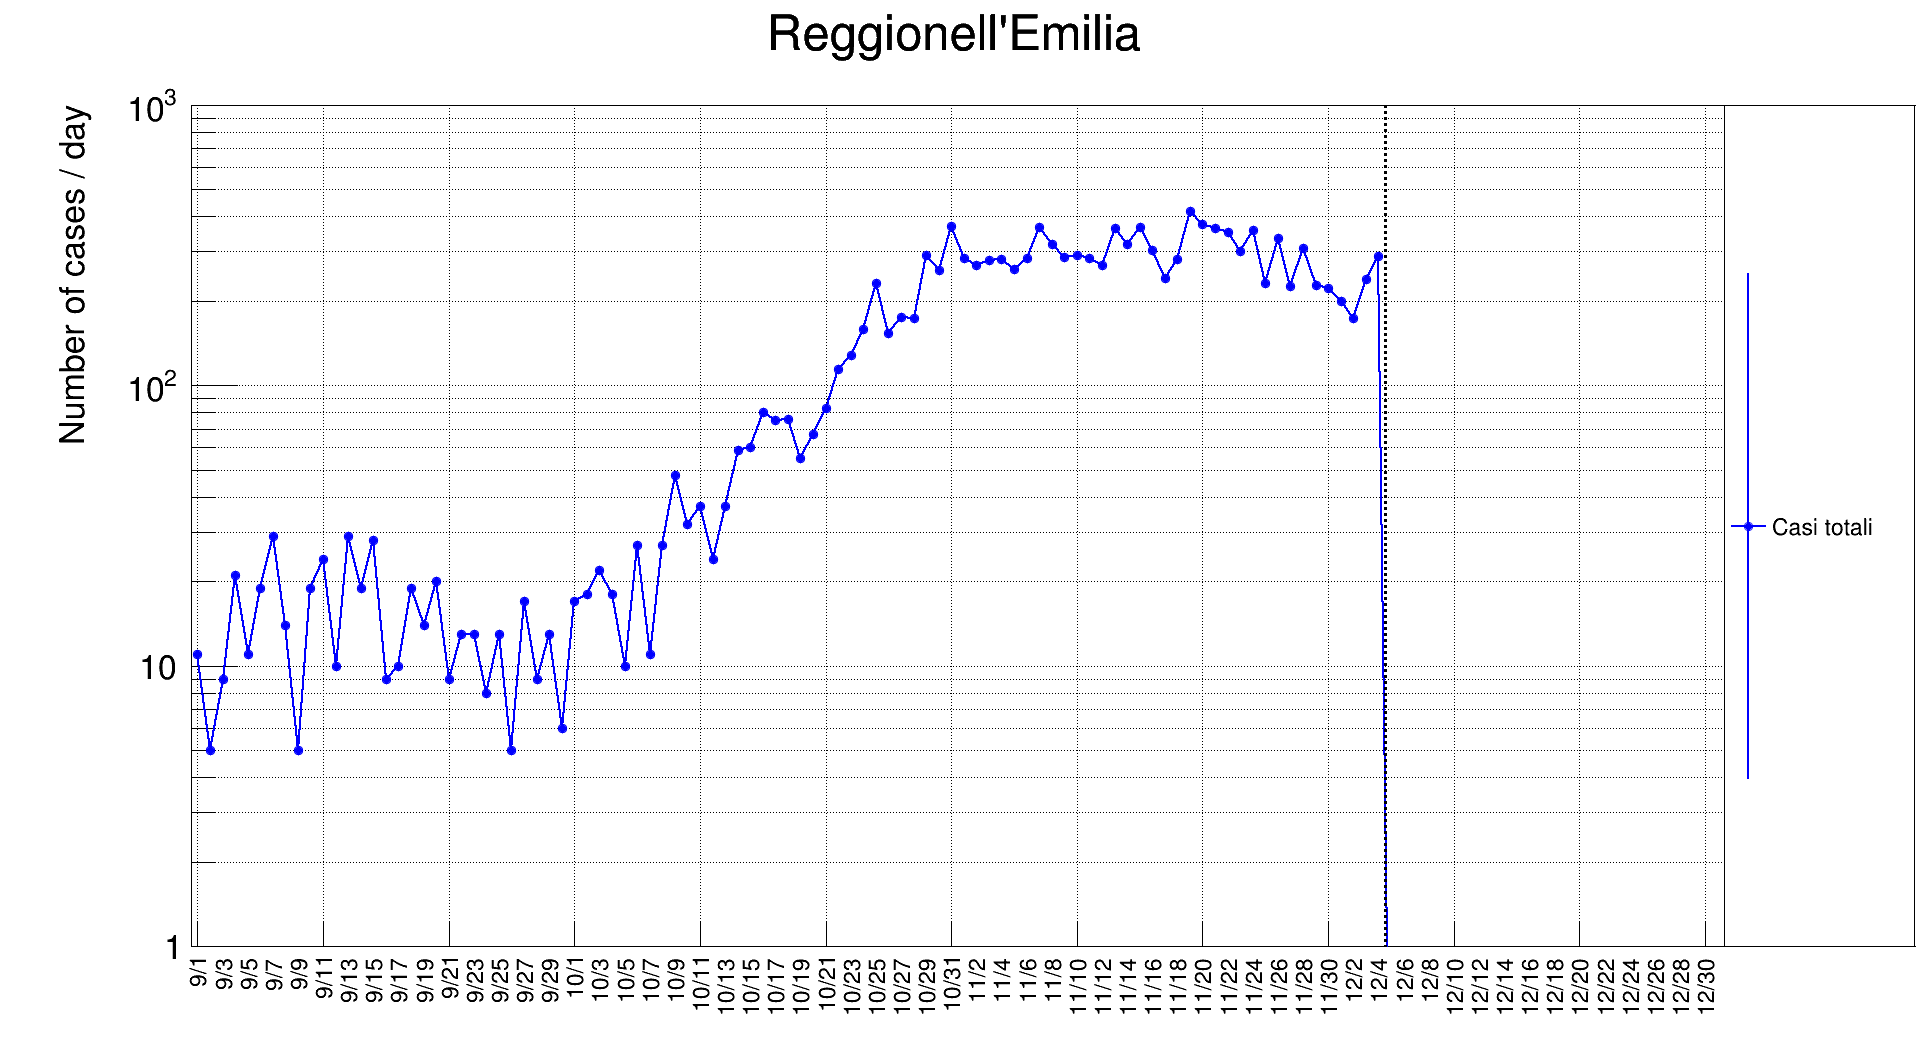 Reggionell'Emilia
Number of cases / day
10³
10²
10
1
9/1 9/3 9/5 9/7 9/9 9/11 9/13 9/15 9/17 9/19 9/21 9/23 9/25 9/27 9/29 10/1 10/3 10/5 10/7 10/9 10/11 10/13 10/15 10/17 10/19 10/21 10/23 10/25 10/27 10/29 10/31 11/2 11/4 11/6 11/8 11/10 11/12 11/14 11/16 11/18 11/20 11/22 11/24 11/26 11/28 11/30 12/2 12/4 12/6 12/8 12/10 12/12 12/14 12/16 12/18 12/20 12/22 12/24 12/26 12/28 12/30
Casi totali